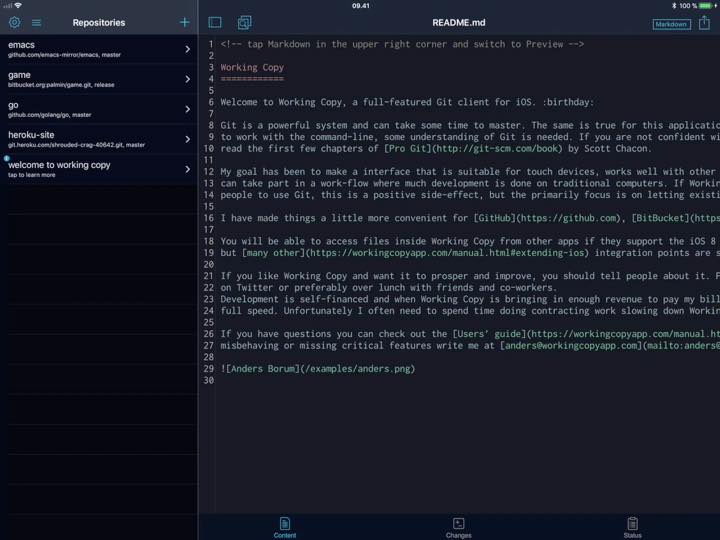 09.41
100 %
Repositories
README.md
Markdown
emacs
github.com/emacs-mirror/emacs, master
game
bitbucket.org:palmin/game.git, release
go
github.com/golang/go, master
heroku-site
git.heroku.com/shrouded-crag-40642.git, master
welcome to working copy
tap to learn more
1 <!-- tap Markdown in the upper right corner and switch to Preview -->
2
3 Working Copy
4 ============
5
6 Welcome to Working Copy, a full-featured Git client for iOS. :birthday:
7
8 Git is a powerful system and can take some time to master. The same is true for this applicatio
9 to work with the command-line, some understanding of Git is needed. If you are not confident wi
10 read the first few chapters of [Pro Git](http://git-scm.com/book) by Scott Chacon.
11
12 My goal has been to make a interface that is suitable for touch devices, works well with other
13 can take part in a work-flow where much development is done on traditional computers. If Workin
14 people to use Git, this is a positive side-effect, but the primarily focus is on letting existi
15
16 I have made things a little more convenient for [GitHub](https://github.com), [BitBucket](https
17
18 You will be able to access files inside Working Copy from other apps if they support the iOS 8
19 but [many other](https://workingcopyapp.com/manual.html#extending-ios) integration points are s
20
21 If you like Working Copy and want it to prosper and improve, you should tell people about it. F
22 on Twitter or preferably over lunch with friends and co-workers.
23 Development is self-financed and when Working Copy is bringing in enough revenue to pay my bill
24 full speed. Unfortunately I often need to spend time doing contracting work slowing down Workin
25
26 If you have questions you can check out the [Users' guide](https://workingcopyapp.com/manual.ht
27 misbehaving or missing critical features write me at [anders@workingcopyapp.com](mailto:anders@
28
29 ![Anders Borum](/examples/anders.png)
30
Content
Changes
Status